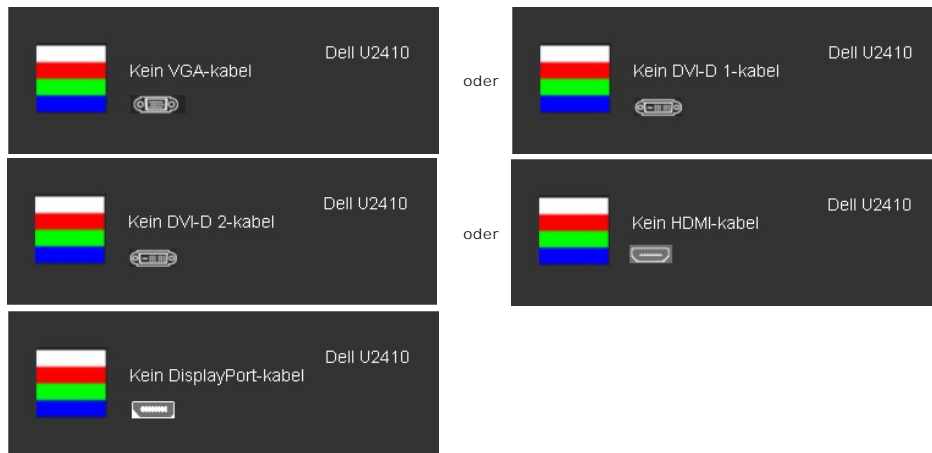 Dell U2410
Kein VGA-kabel
oder
Dell U2410
Kein DVI-D 1-kabel
Dell U2410
Kein DVI-D 2-kabel
oder
Dell U2410
Kein HDMI-kabel
Dell U2410
Kein DisplayPort-kabel